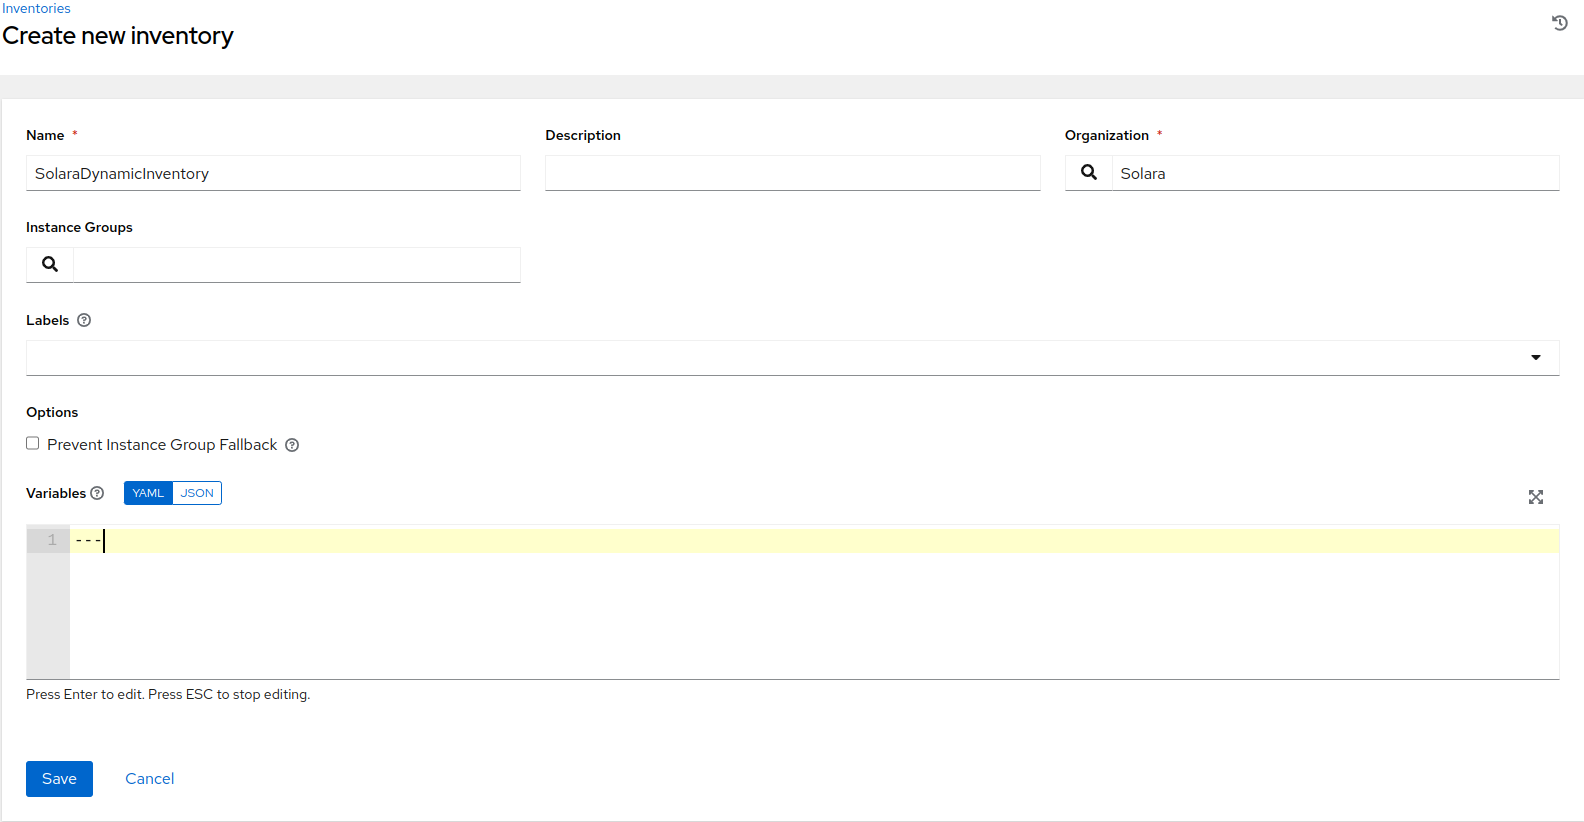 Inventories
Create new inventory
Name *
Description
Organization *
SolaraDynamicInventory
Solara
Instance Groups
Labels
Options
Prevent Instance Group Fallback
Variables
YAML
JSON
1
---
Press Enter to edit. Press ESC to stop editing.
Save
Cancel